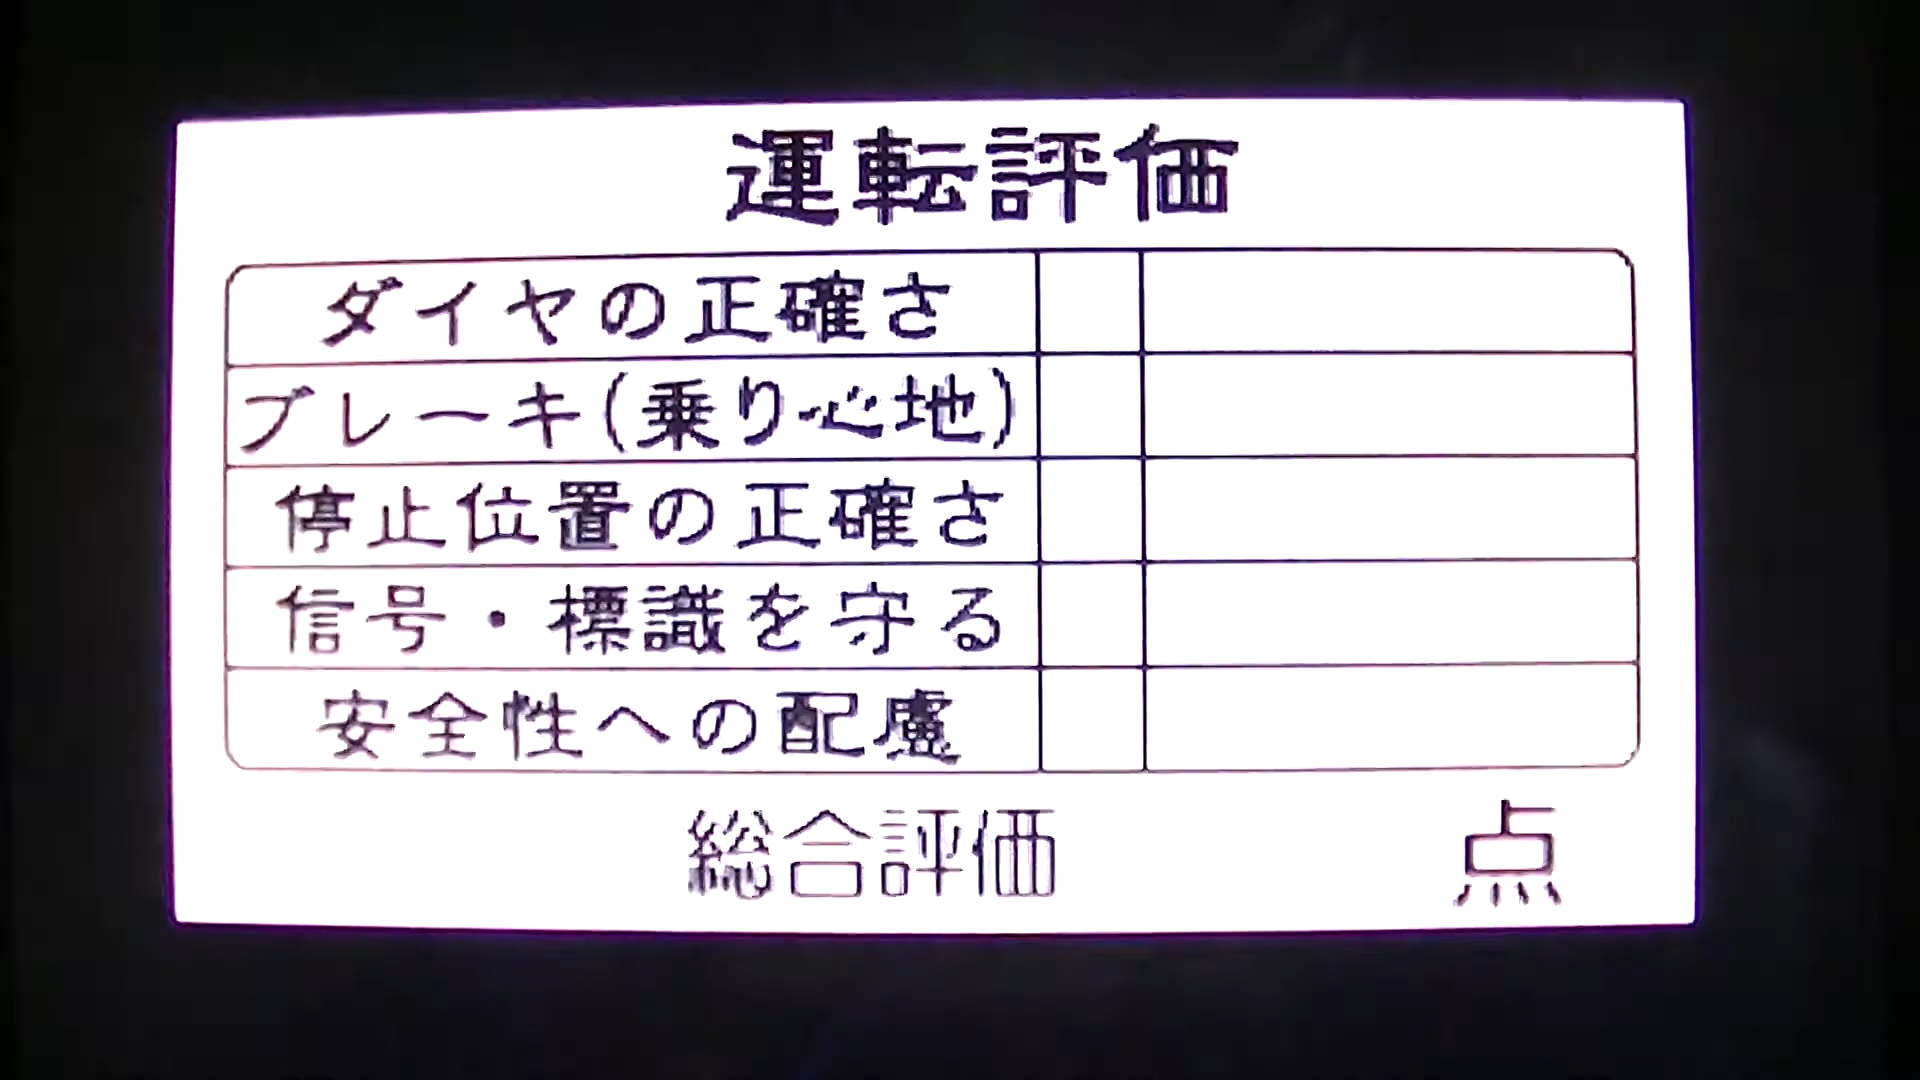 運転評価
ダイヤの正確さ
ブレーキ(乗り心地)
停止位置の正確さ
信号・標識を守る
安全性への配慮
総合評価 点